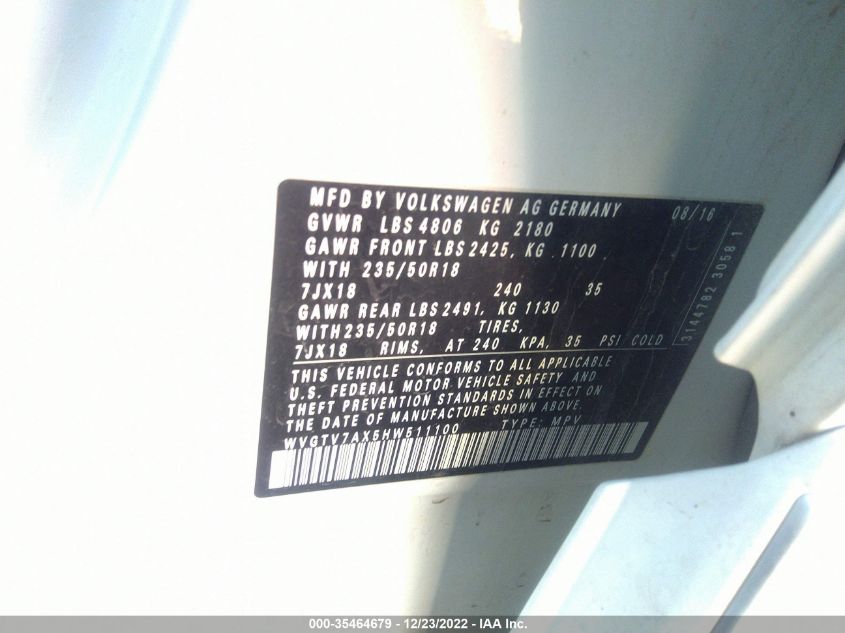 MFD BY VOLKSWAGEN AG GERMANY 08/16
GVWR LBS 4806 KG 2180
GAWR FRONT LBS 2425, KG 1100
WITH 235/50R18
7JX18 240 35
GAWR REAR LBS 2491, KG 1130
WITH 235/50R18 TIRES,
7JX18 RIMS, AT 240 KPA, 35 PSI COLD
THIS VEHICLE CONFORMS TO ALL APPLICABLE
U.S. FEDERAL MOTOR VEHICLE SAFETY AND
THEFT PREVENTION STANDARDS IN EFFECT ON
THE DATE OF MANUFACTURE SHOWN ABOVE.
WVGTV7AX5HW511100 TYPE: MPV
3144782 3058 1
000-35464679 - 12/23/2022 - IAA Inc.